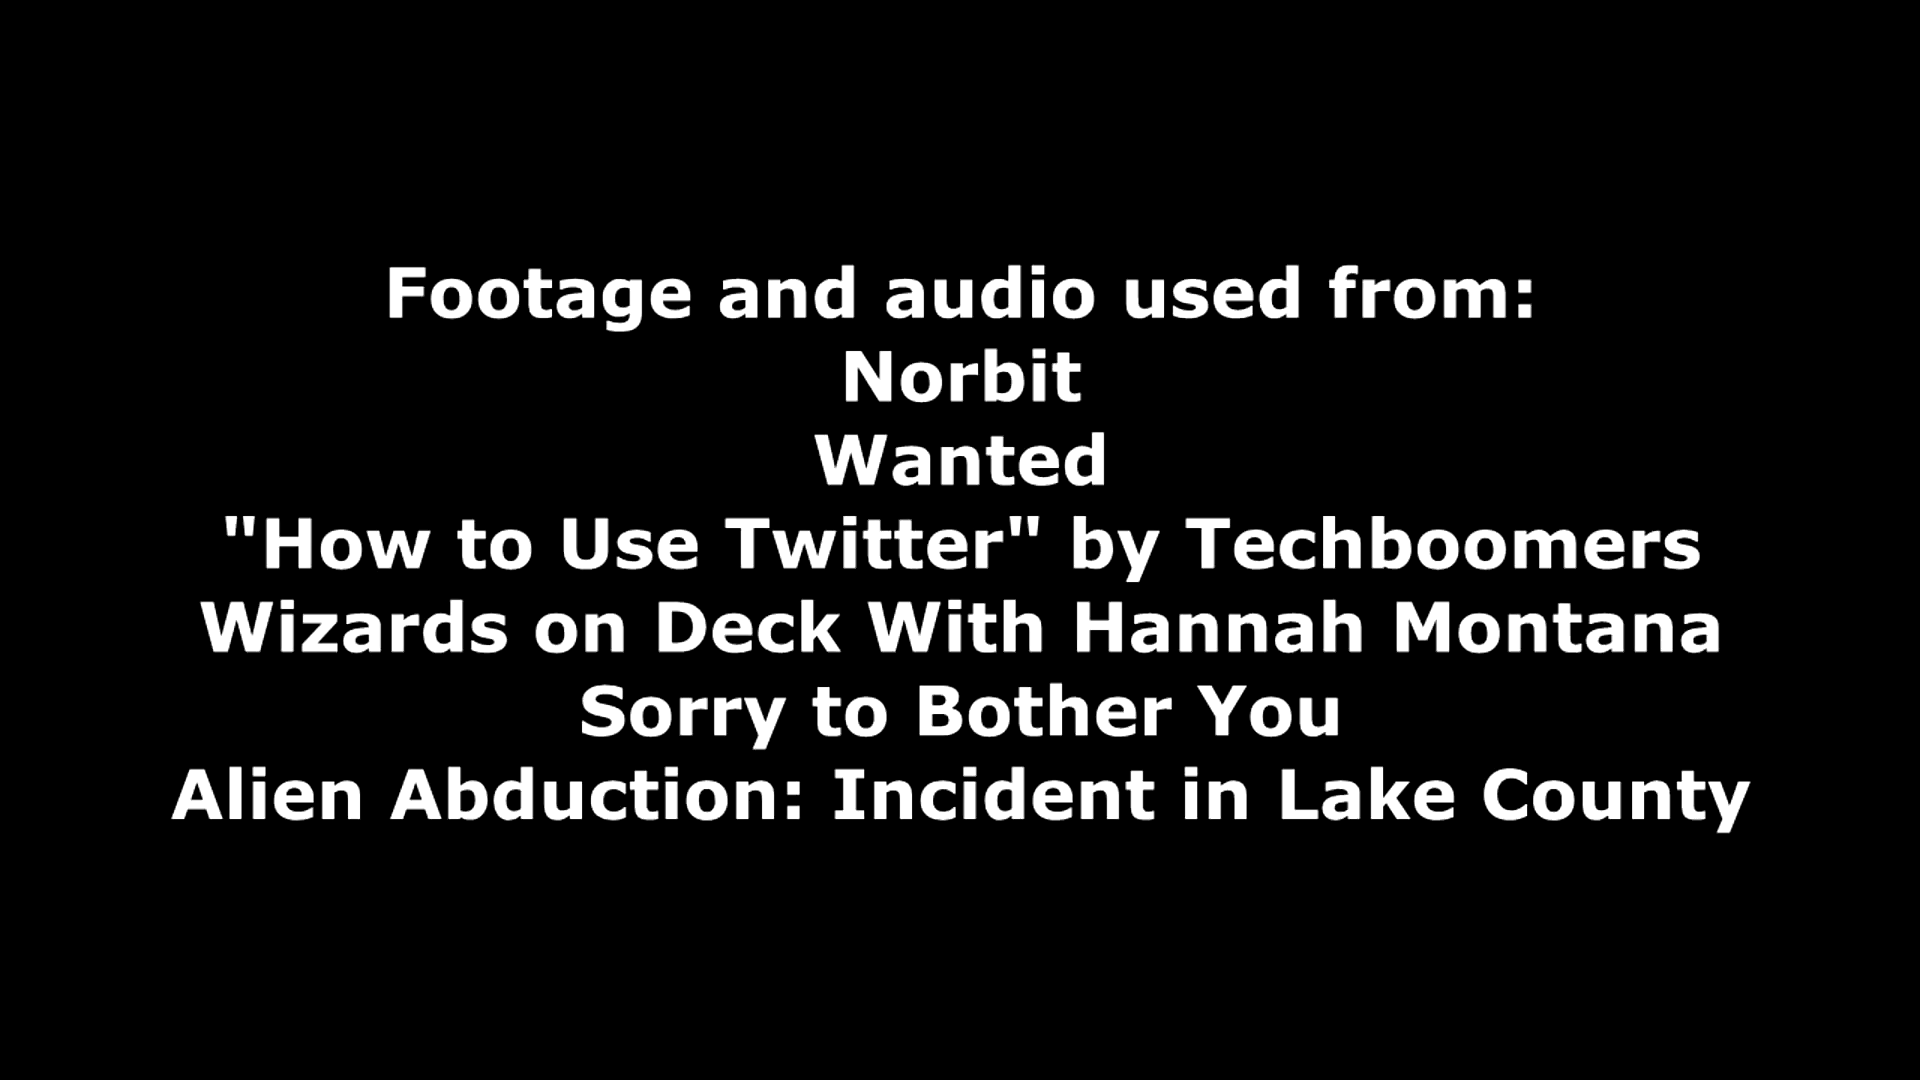 Footage and audio used from:
Norbit
Wanted
"How to Use Twitter" by Techboomers
Wizards on Deck With Hannah Montana
Sorry to Bother You
Alien Abduction: Incident in Lake County